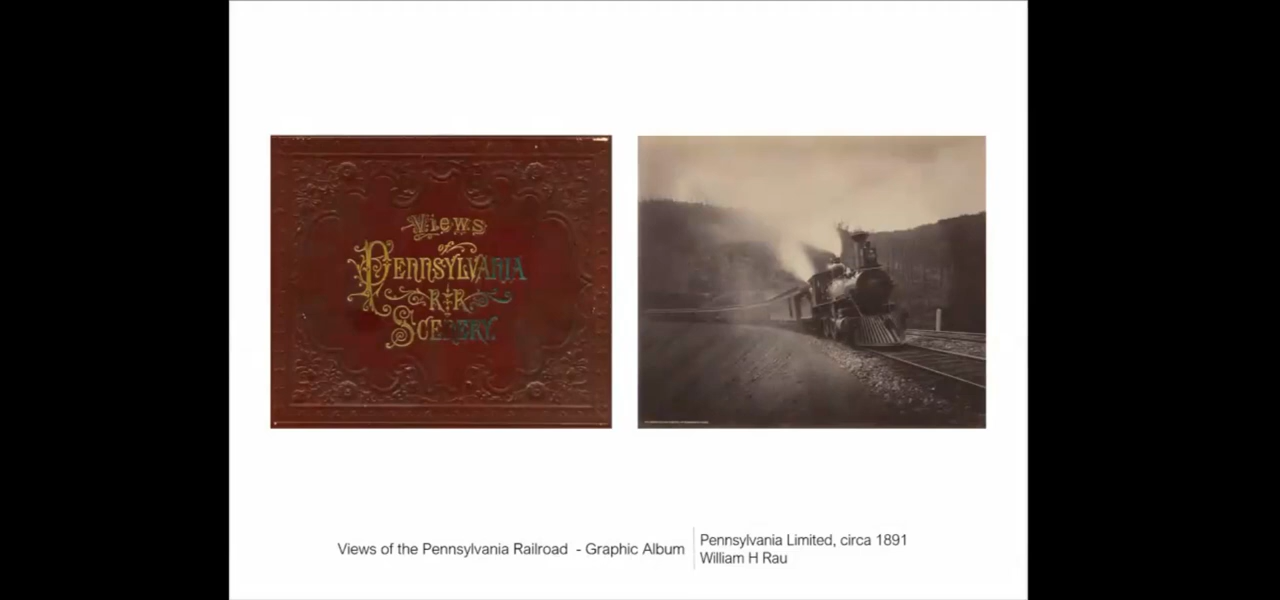 Views
of
PENNSYLVANIA
R.R.
SCENERY.
Views of the Pennsylvania Railroad - Graphic Album
Pennsylvania Limited, circa 1891
William H Rau